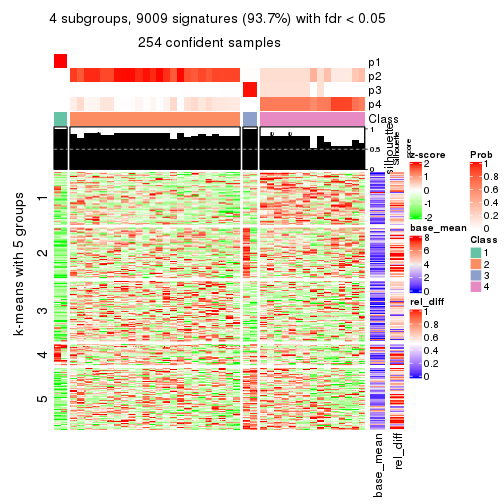 4 subgroups, 9009 signatures (93.7%) with fdr < 0.05
254 confident samples
p1
p2
p3
p4
Class
1
0.5
0
silhouette
Silhouette
score
k-means with 5 groups
1
2
3
4
5
base_mean
rel_diff
z-score
2
1
0
-1
-2
base_mean
8
6
4
2
0
rel_diff
1
0.8
0.6
0.4
0.2
0
Prob
1
0.8
0.6
0.4
0.2
0
Class
1
2
3
4